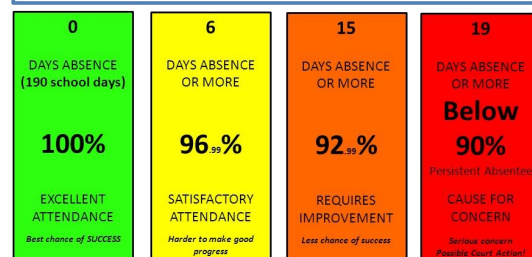 0
DAYS ABSENCE
(190 school days)
100%
EXCELLENT
ATTENDANCE
Best chance of SUCCESS
6
DAYS ABSENCE
OR MORE
96.99%
SATISFACTORY
ATTENDANCE
Harder to make good
progress
15
DAYS ABSENCE
OR MORE
92.99%
REQUIRES
IMPROVEMENT
Less chance of success
19
DAYS ABSENCE
OR MORE
Below
90%
Persistent Absentee
CAUSE FOR
CONCERN
Serious concern
Possible Court Action!